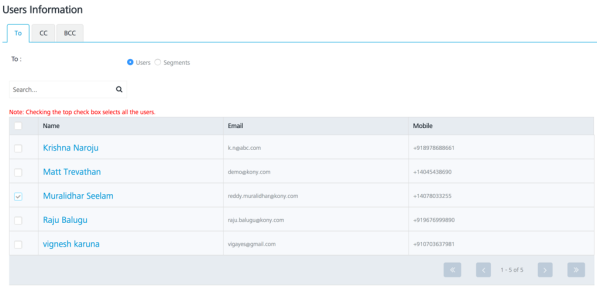 Users Information
To CC BCC
To : Users Segments
Search...
Note: Checking the top check box selects all the users.
Name Email Mobile
Krishna Naroju k.n@abc.com +918978688661
Matt Trevathan demo@kony.com +14045438690
Muralidhar Seelam reddy.muralidhar@kony.com +14078033255
Raju Balugu raju.balugu@kony.com +919676999890
vignesh karuna vigayes@gmail.com +910703637981
« ‹ 1 - 5 of 5 › »